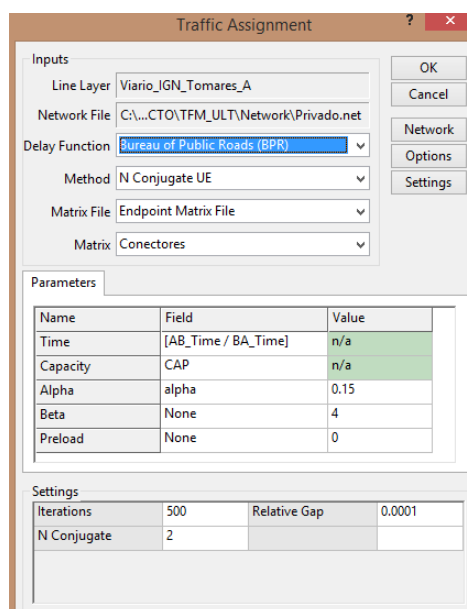 Traffic Assignment ? ×
Inputs
Line Layer Viario_IGN_Tomares_A
Network File C:\...CTO\TFM_ULT\Network\Privado.net
Delay Function Bureau of Public Roads (BPR)
Method N Conjugate UE
Matrix File Endpoint Matrix File
Matrix Conectores
OK
Cancel
Network
Options
Settings
Parameters
Name Field Value
Time [AB_Time / BA_Time] n/a
Capacity CAP n/a
Alpha alpha 0.15
Beta None 4
Preload None 0
Settings
Iterations 500 Relative Gap 0.0001
N Conjugate 2